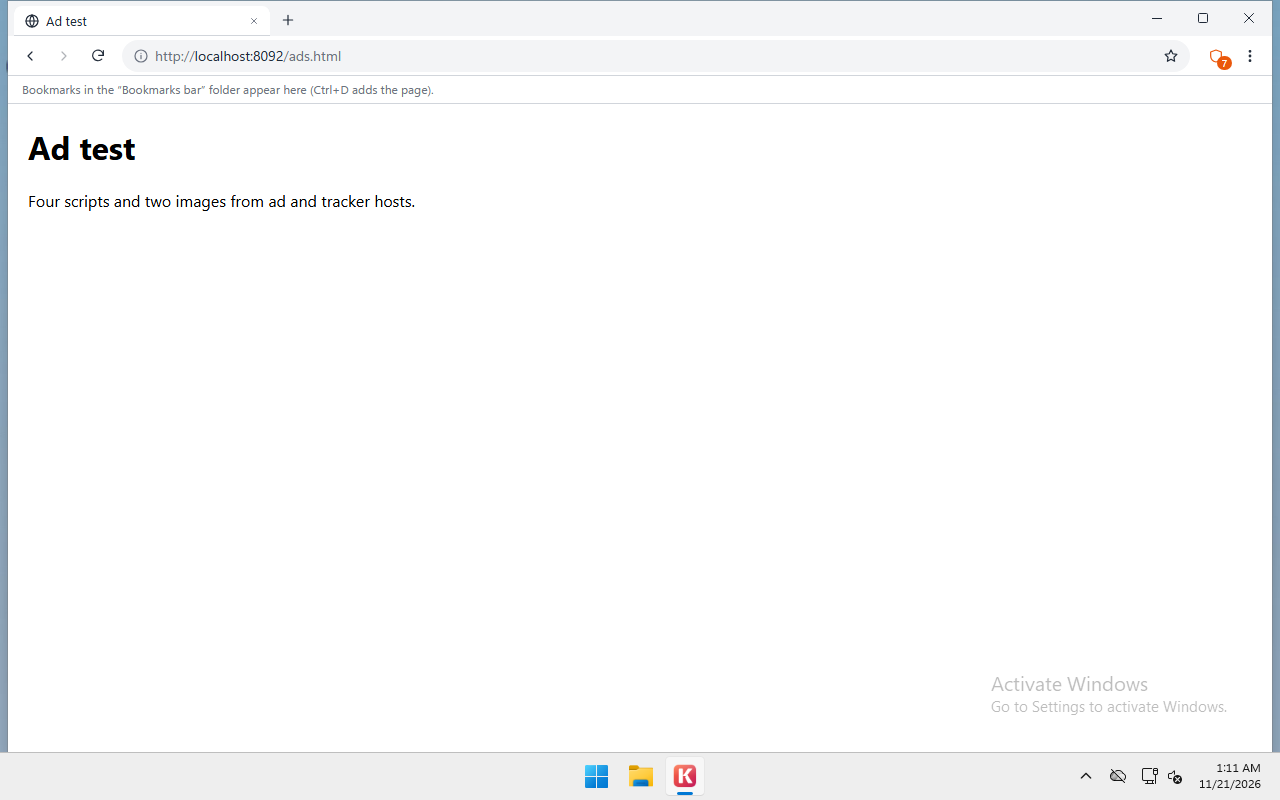 Ad test
http://localhost:8092/ads.html
7
Bookmarks in the "Bookmarks bar" folder appear here (Ctrl+D adds the page).
Ad test
Four scripts and two images from ad and tracker hosts.
Activate Windows
Go to Settings to activate Windows.
K
1:11 AM
11/21/2026